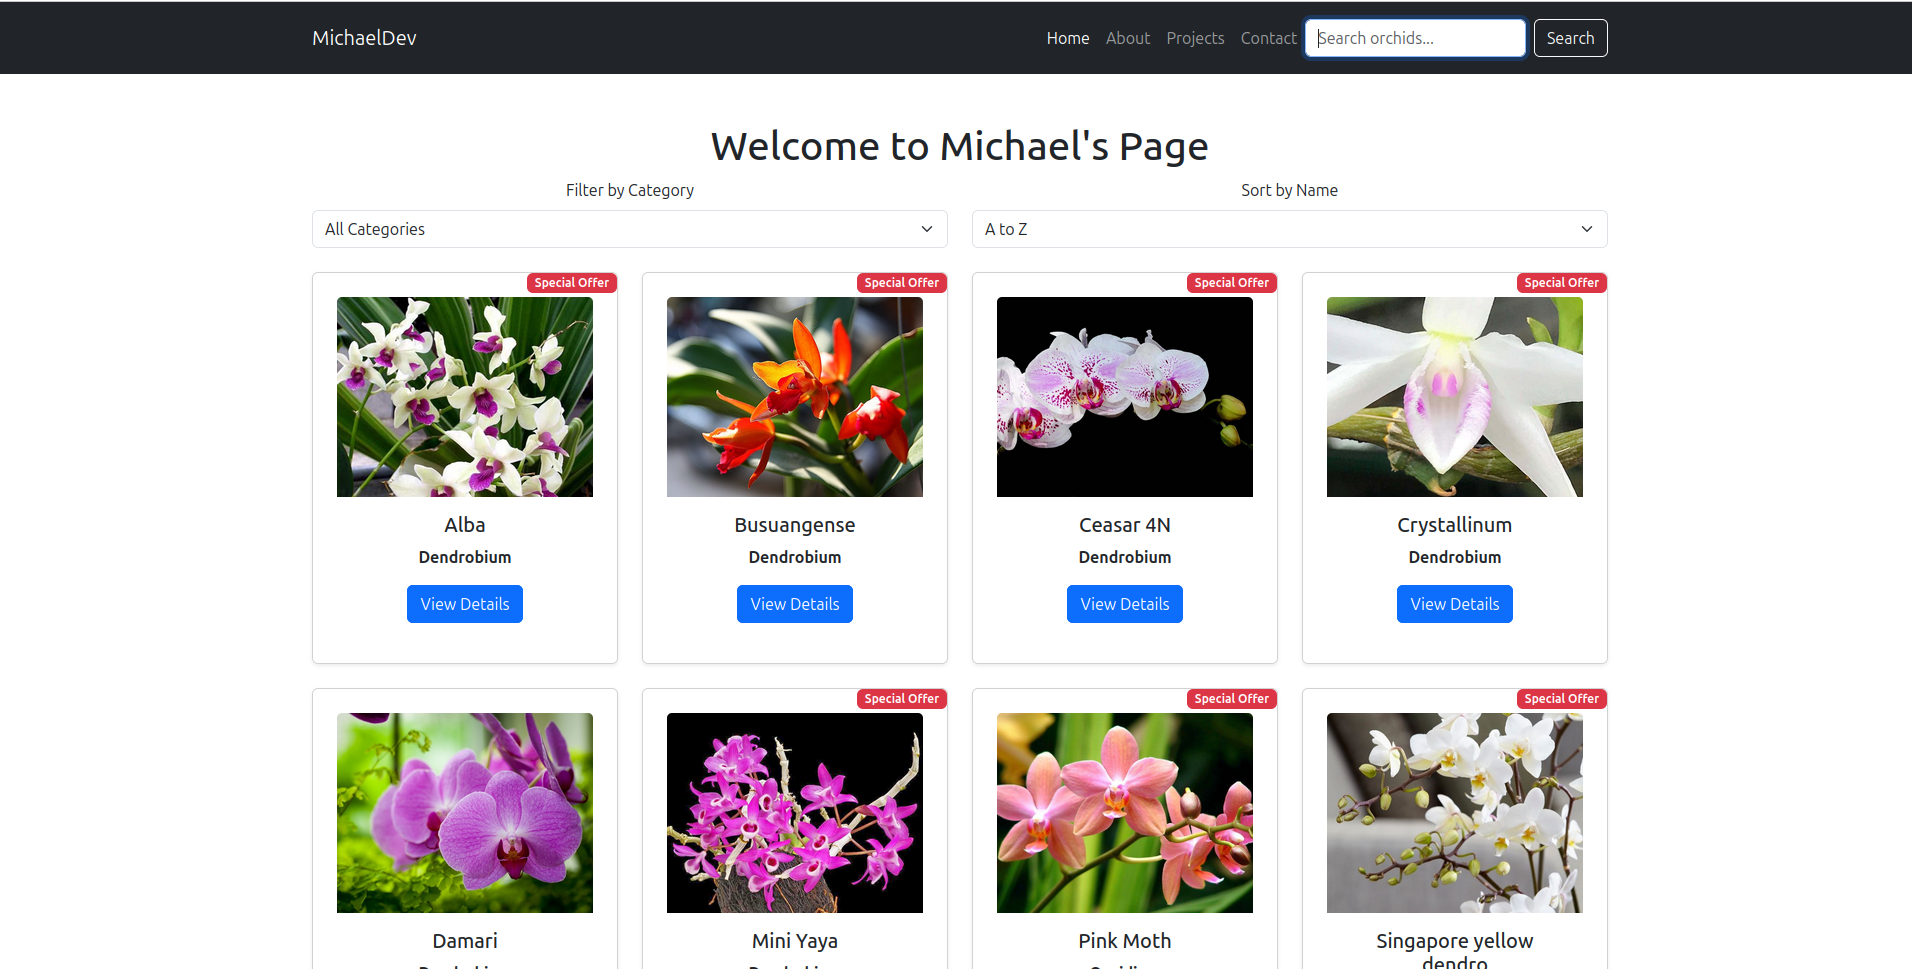 MichaelDev
Home About Projects Contact Search orchids... Search
Welcome to Michael's Page
Filter by Category Sort by Name
All Categories A to Z
Special Offer Special Offer Special Offer Special Offer
Alba Busuangense Ceasar 4N Crystallinum
Dendrobium Dendrobium Dendrobium Dendrobium
View Details View Details View Details View Details
Special Offer Special Offer Special Offer
Damari Mini Yaya Pink Moth Singapore yellow
dendro